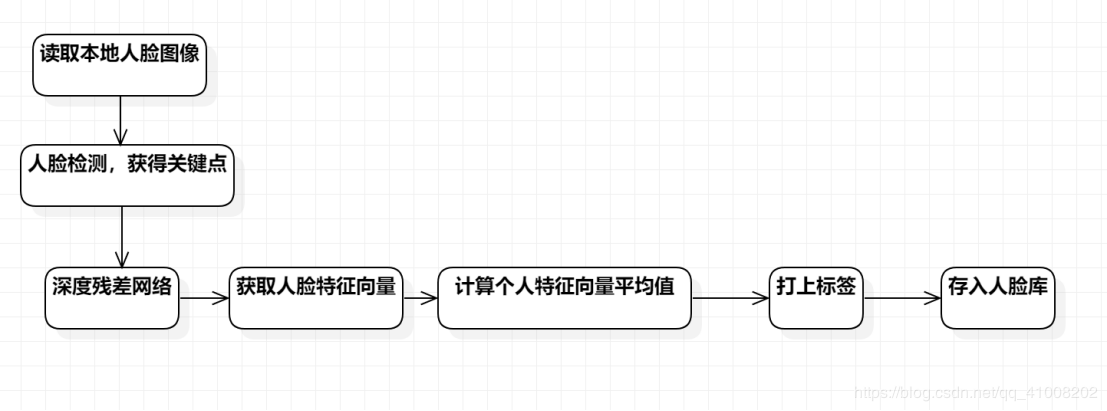 读取本地人脸图像
人脸检测，获得关键点
深度残差网络
获取人脸特征向量
计算个人特征向量平均值
打上标签
存入人脸库
https://blog.csdn.net/qq_41008202